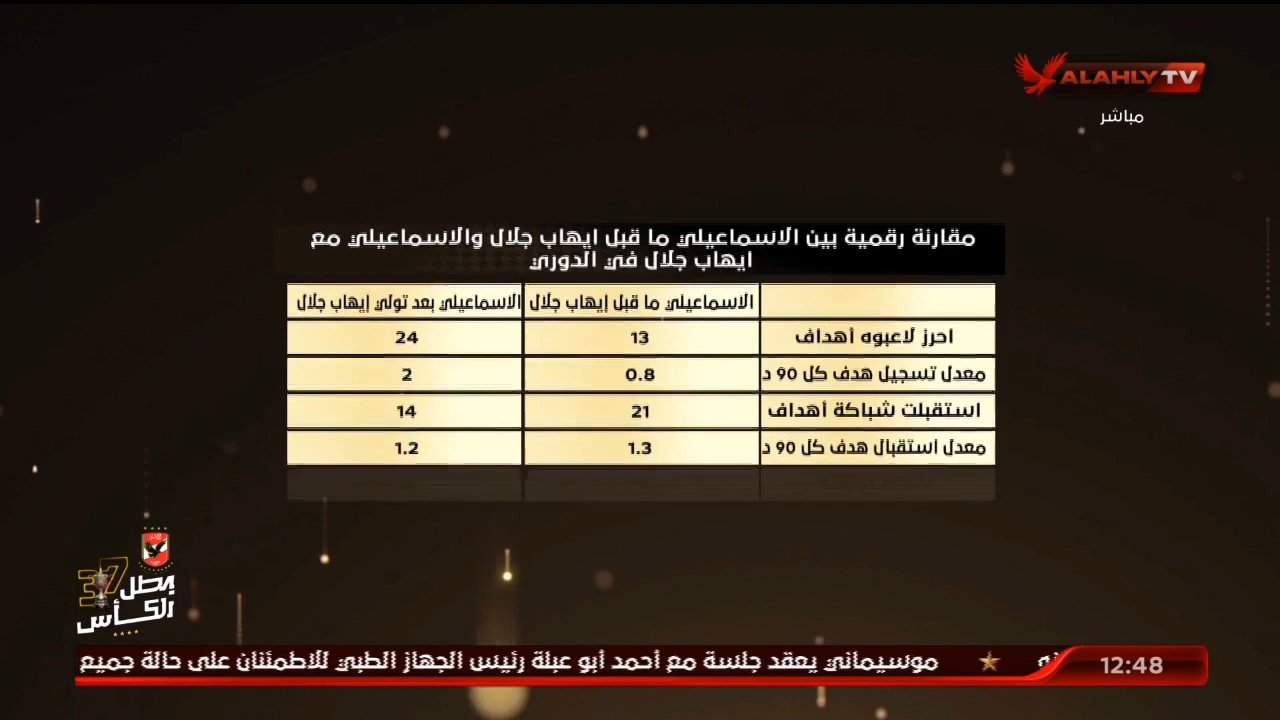 ALAHLY TV
مباشر
مقارنة رقمية بين الاسماعيلي ما قبل ايهاب جلال والاسماعيلي مع
ايهاب جلال في الدوري
الاسماعيلي ما قبل إيهاب جلال الاسماعيلي بعد تولي إيهاب جلال
احرز لاعبوه أهداف 13 24
معدل تسجيل هدف كل 90 د 0.8 2
استقبلت شباكة أهداف 21 14
معدل استقبال هدف كل 90 د 1.3 1.2
بطل 37
الكأس
موسيماني يعقد جلسة مع أحمد أبو عبلة رئيس الجهاز الطبي للاطمئنان على حالة جميع
12:48